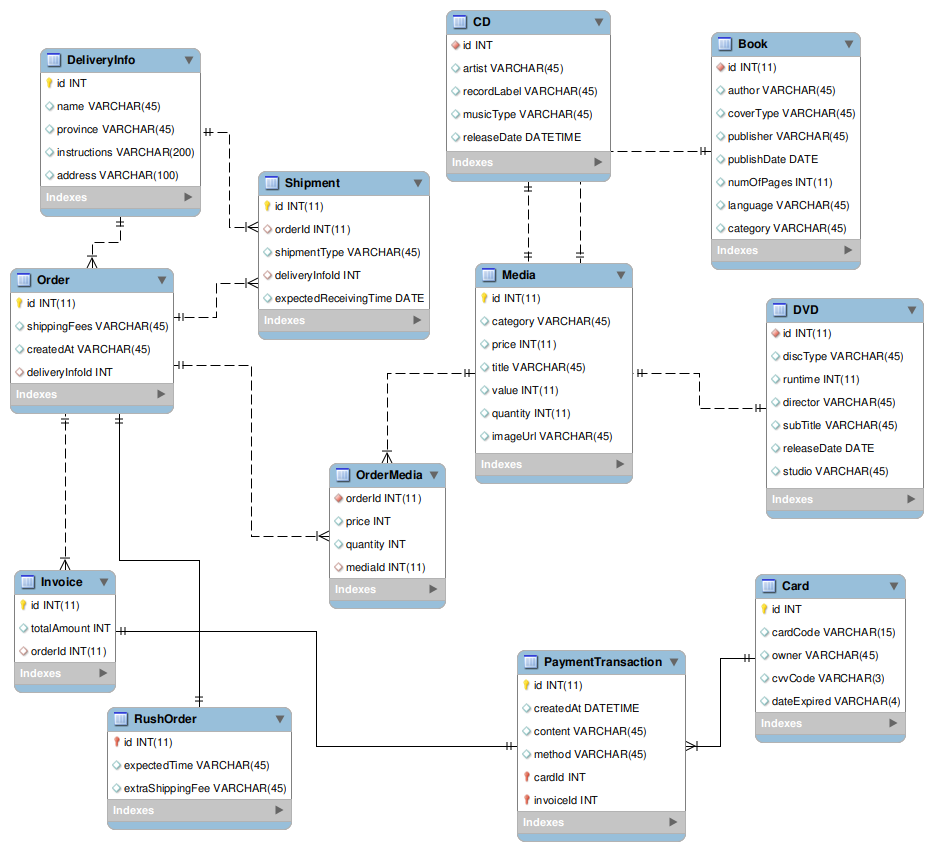 CD
id INT
artist VARCHAR(45)
recordLabel VARCHAR(45)
musicType VARCHAR(45)
releaseDate DATETIME
Indexes
Book
id INT(11)
author VARCHAR(45)
coverType VARCHAR(45)
publisher VARCHAR(45)
publishDate DATE
numOfPages INT(11)
language VARCHAR(45)
category VARCHAR(45)
Indexes
DeliveryInfo
id INT
name VARCHAR(45)
province VARCHAR(45)
instructions VARCHAR(200)
address VARCHAR(100)
Indexes
Shipment
id INT(11)
orderId INT(11)
shipmentType VARCHAR(45)
deliveryInfoId INT
expectedReceivingTime DATE
Indexes
Order
id INT(11)
shippingFees VARCHAR(45)
createdAt VARCHAR(45)
deliveryInfoId INT
Indexes
Media
id INT(11)
category VARCHAR(45)
price INT(11)
title VARCHAR(45)
value INT(11)
quantity INT(11)
imageUrl VARCHAR(45)
Indexes
DVD
id INT(11)
discType VARCHAR(45)
runtime INT(11)
director VARCHAR(45)
subTitle VARCHAR(45)
releaseDate DATE
studio VARCHAR(45)
Indexes
OrderMedia
orderId INT(11)
price INT
quantity INT
mediaId INT(11)
Indexes
Invoice
id INT(11)
totalAmount INT
orderId INT(11)
Indexes
Card
id INT
cardCode VARCHAR(15)
owner VARCHAR(45)
cvvCode VARCHAR(3)
dateExpired VARCHAR(4)
Indexes
PaymentTransaction
id INT(11)
createdAt DATETIME
content VARCHAR(45)
method VARCHAR(45)
cardId INT
invoiceId INT
Indexes
RushOrder
id INT(11)
expectedTime VARCHAR(45)
extraShippingFee VARCHAR(45)
Indexes